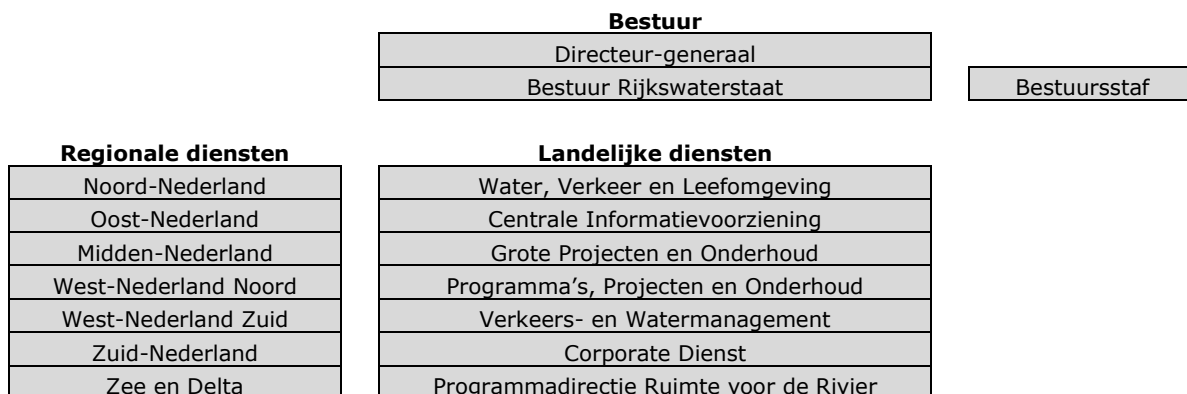 Bestuur
Directeur-generaal
Bestuur Rijkswaterstaat
Bestuursstaf
Regionale diensten
Noord-Nederland
Oost-Nederland
Midden-Nederland
West-Nederland Noord
West-Nederland Zuid
Zuid-Nederland
Zee en Delta
Landelijke diensten
Water, Verkeer en Leefomgeving
Centrale Informatievoorziening
Grote Projecten en Onderhoud
Programma’s, Projecten en Onderhoud
Verkeers- en Watermanagement
Corporate Dienst
Programmadirectie Ruimte voor de Rivier